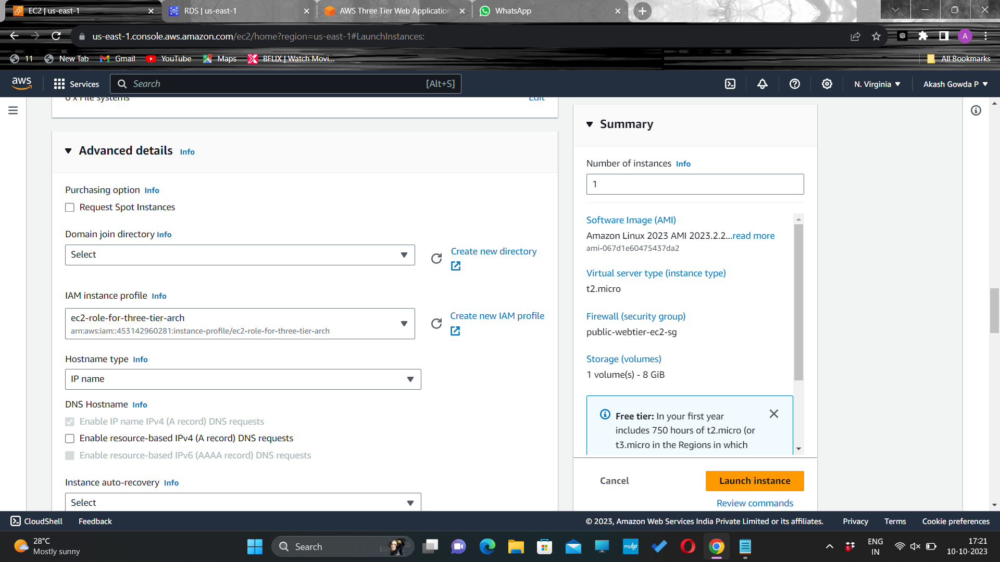 EC2 | us-east-1
RDS | us-east-1
AWS Three Tier Web Application
WhatsApp
us-east-1.console.aws.amazon.com/ec2/home?region=us-east-1#LaunchInstances:
A
11
New Tab
Gmail
YouTube
Maps
BFLIX | Watch Movi...
All Bookmarks
aws
Services
Search
[Alt+S]
N. Virginia
Akash Gowda P
0 x File systems
Edit
Advanced details Info
Purchasing option Info
Request Spot Instances
Domain join directory Info
Select
Create new directory
IAM instance profile Info
ec2-role-for-three-tier-arch
arn:aws:iam::453142960281:instance-profile/ec2-role-for-three-tier-arch
Create new IAM profile
Hostname type Info
IP name
DNS Hostname Info
Enable IP name IPv4 (A record) DNS requests
Enable resource-based IPv4 (A record) DNS requests
Enable resource-based IPv6 (AAAA record) DNS requests
Instance auto-recovery Info
Select
Summary
Number of instances Info
1
Software Image (AMI)
Amazon Linux 2023 AMI 2023.2.2...read more
ami-067d1e60475437da2
Virtual server type (instance type)
t2.micro
Firewall (security group)
public-webtier-ec2-sg
Storage (volumes)
1 volume(s) - 8 GiB
Free tier: In your first year
includes 750 hours of t2.micro (or
t3.micro in the Regions in which
Cancel
Launch instance
Review commands
CloudShell
Feedback
© 2023, Amazon Web Services India Private Limited or its affiliates.
Privacy
Terms
Cookie preferences
28°C
Mostly sunny
Search
myhp
1
ENG
IN
17:21
10-10-2023